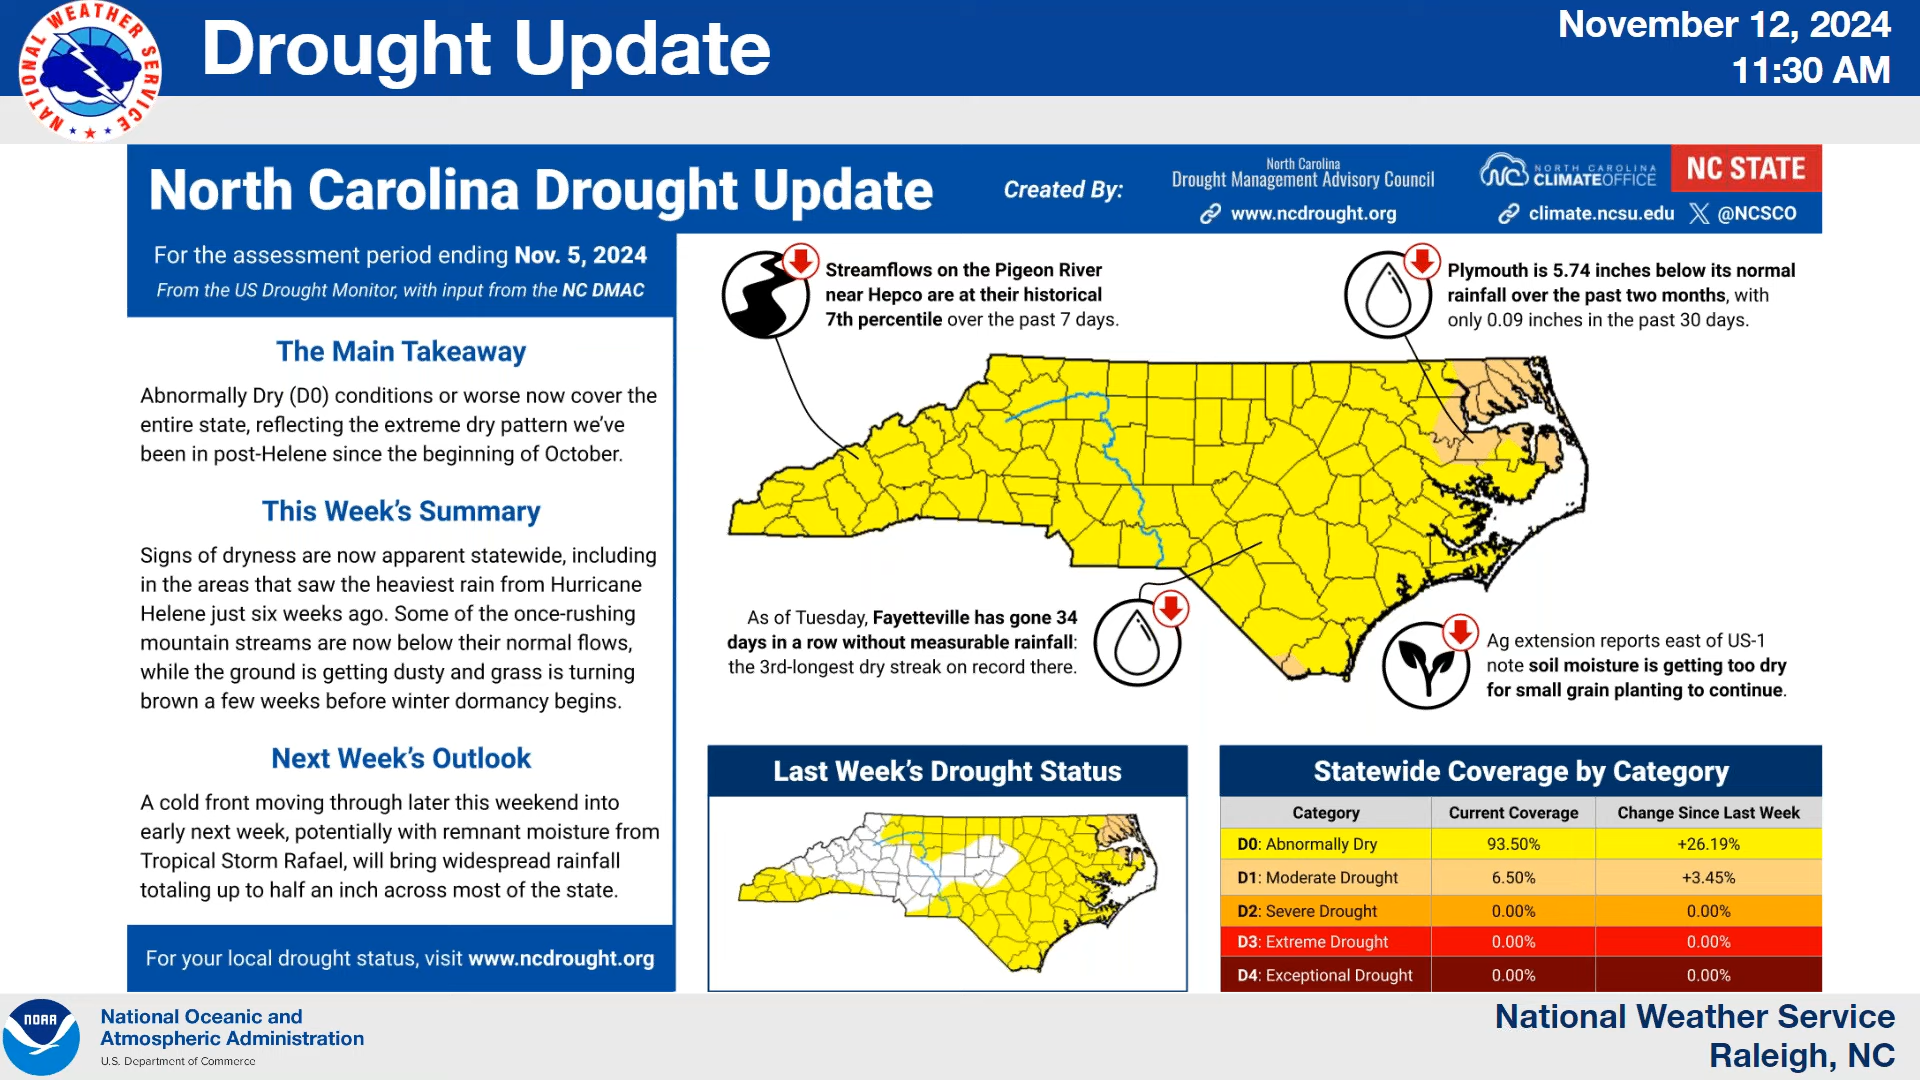 NATIONAL WEATHER SERVICE
Drought Update
November 12, 2024
11:30 AM
North Carolina Drought Update
Created By:
North Carolina
Drought Management Advisory Council
www.ncdrought.org
NC
NORTH CAROLINA
CLIMATEOFFICE
NC STATE
climate.ncsu.edu
@NCSCO
For the assessment period ending Nov. 5, 2024
From the US Drought Monitor, with input from the NC DMAC
The Main Takeaway
Abnormally Dry (D0) conditions or worse now cover the
entire state, reflecting the extreme dry pattern we've
been in post-Helene since the beginning of October.
This Week's Summary
Signs of dryness are now apparent statewide, including
in the areas that saw the heaviest rain from Hurricane
Helene just six weeks ago. Some of the once-rushing
mountain streams are now below their normal flows,
while the ground is getting dusty and grass is turning
brown a few weeks before winter dormancy begins.
Next Week's Outlook
A cold front moving through later this weekend into
early next week, potentially with remnant moisture from
Tropical Storm Rafael, will bring widespread rainfall
totaling up to half an inch across most of the state.
For your local drought status, visit www.ncdrought.org
Streamflows on the Pigeon River
near Hepco are at their historical
7th percentile over the past 7 days.
Plymouth is 5.74 inches below its normal
rainfall over the past two months, with
only 0.09 inches in the past 30 days.
As of Tuesday, Fayetteville has gone 34
days in a row without measurable rainfall:
the 3rd-longest dry streak on record there.
Ag extension reports east of US-1
note soil moisture is getting too dry
for small grain planting to continue.
Last Week's Drought Status
Statewide Coverage by Category
Category Current Coverage Change Since Last Week
D0: Abnormally Dry 93.50% +26.19%
D1: Moderate Drought 6.50% +3.45%
D2: Severe Drought 0.00% 0.00%
D3: Extreme Drought 0.00% 0.00%
D4: Exceptional Drought 0.00% 0.00%
NOAA
National Oceanic and
Atmospheric Administration
U.S. Department of Commerce
National Weather Service
Raleigh, NC